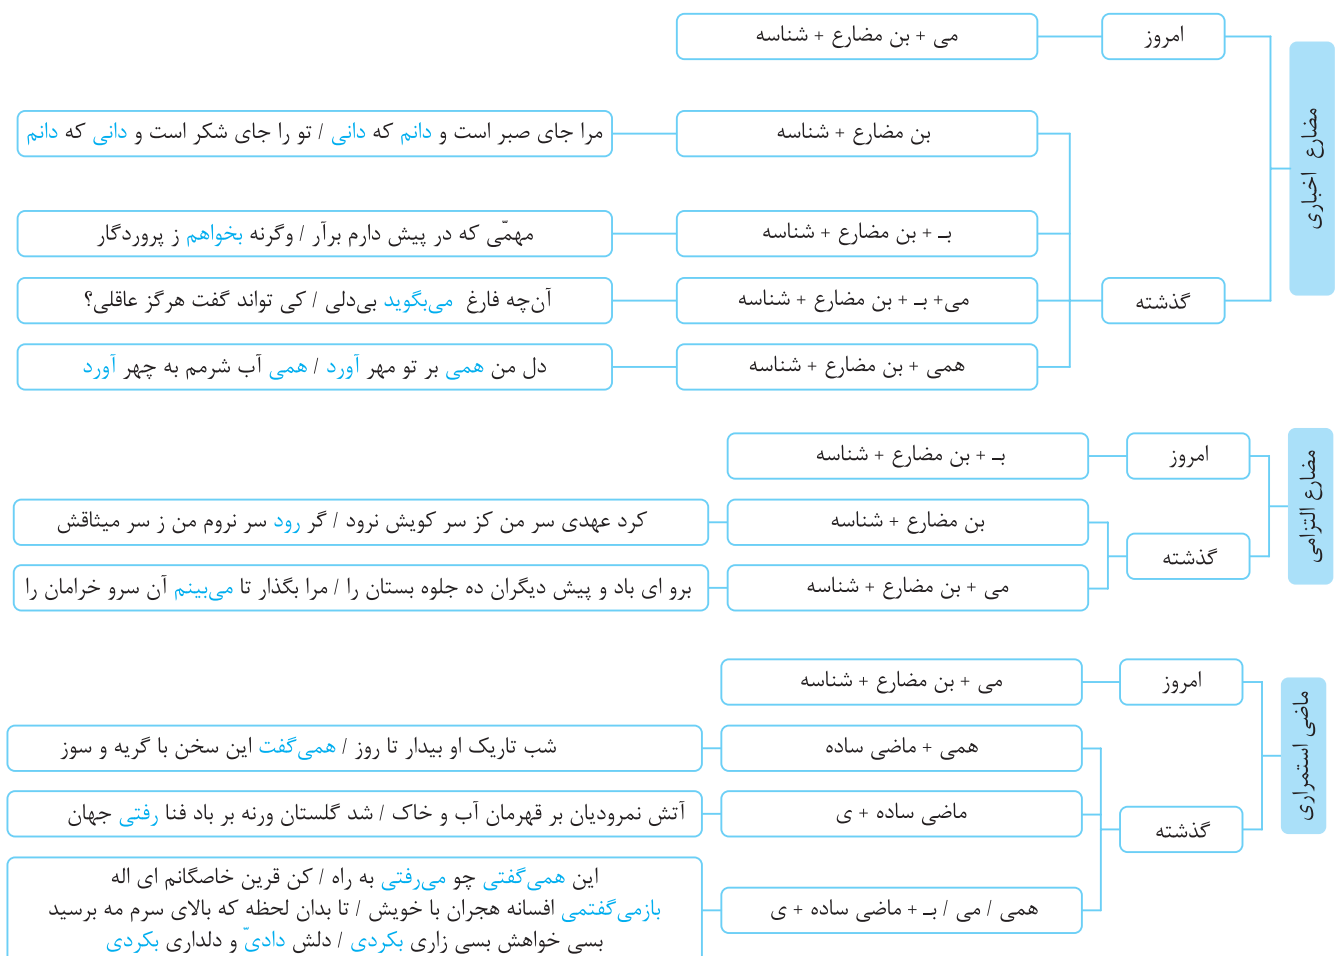 مضارع اخباری
امروز
می + بن مضارع + شناسه
گذشته
بن مضارع + شناسه
مرا جای صبر است و دانم که دانی / تو را جای شکر است و دانی که دانم
بـ + بن مضارع + شناسه
مهمّی که در پیش دارم برآر / وگرنه بخواهم ز پروردگار
می+ بـ + بن مضارع + شناسه
آن‌چه فارغ می‌بگوید بی‌دلی / کی تواند گفت هرگز عاقلی؟
همی + بن مضارع + شناسه
دل من همی بر تو مهر آورد / همی آب شرمم به چهر آورد
مضارع التزامی
امروز
بـ + بن مضارع + شناسه
گذشته
بن مضارع + شناسه
کرد عهدی سر من کز سر کویش نرود / گر رود سر نروم من ز سر میثاقش
می + بن مضارع + شناسه
برو ای باد و پیش دیگران ده جلوه بستان را / مرا بگذار تا می‌بینم آن سرو خرامان را
ماضی استمراری
امروز
می + بن مضارع + شناسه
گذشته
همی + ماضی ساده
شب تاریک او بیدار تا روز / همی‌گفت این سخن با گریه و سوز
ماضی ساده + ی
آتش نمرودیان بر قهرمان آب و خاک / شد گلستان ورنه بر باد فنا رفتی جهان
همی / می / بـ + ماضی ساده + ی
این همی‌گفتی چو می‌رفتی به راه / کن قرین خاصگانم ای اله
بازمی‌گفتمی افسانه هجران با خویش / تا بدان لحظه که بالای سرم مه برسید
بسی خواهش بسی زاری بکردی / دلش دادیّ و دلداری بکردی